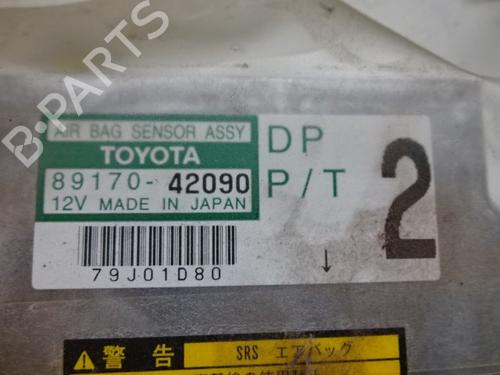 B-PARTS
AIR BAG SENSOR ASSY
TOYOTA
89170-42090
12V MADE IN JAPAN
79J01D80
DP
P/T
2
↓
警告
SRS エアバッグ